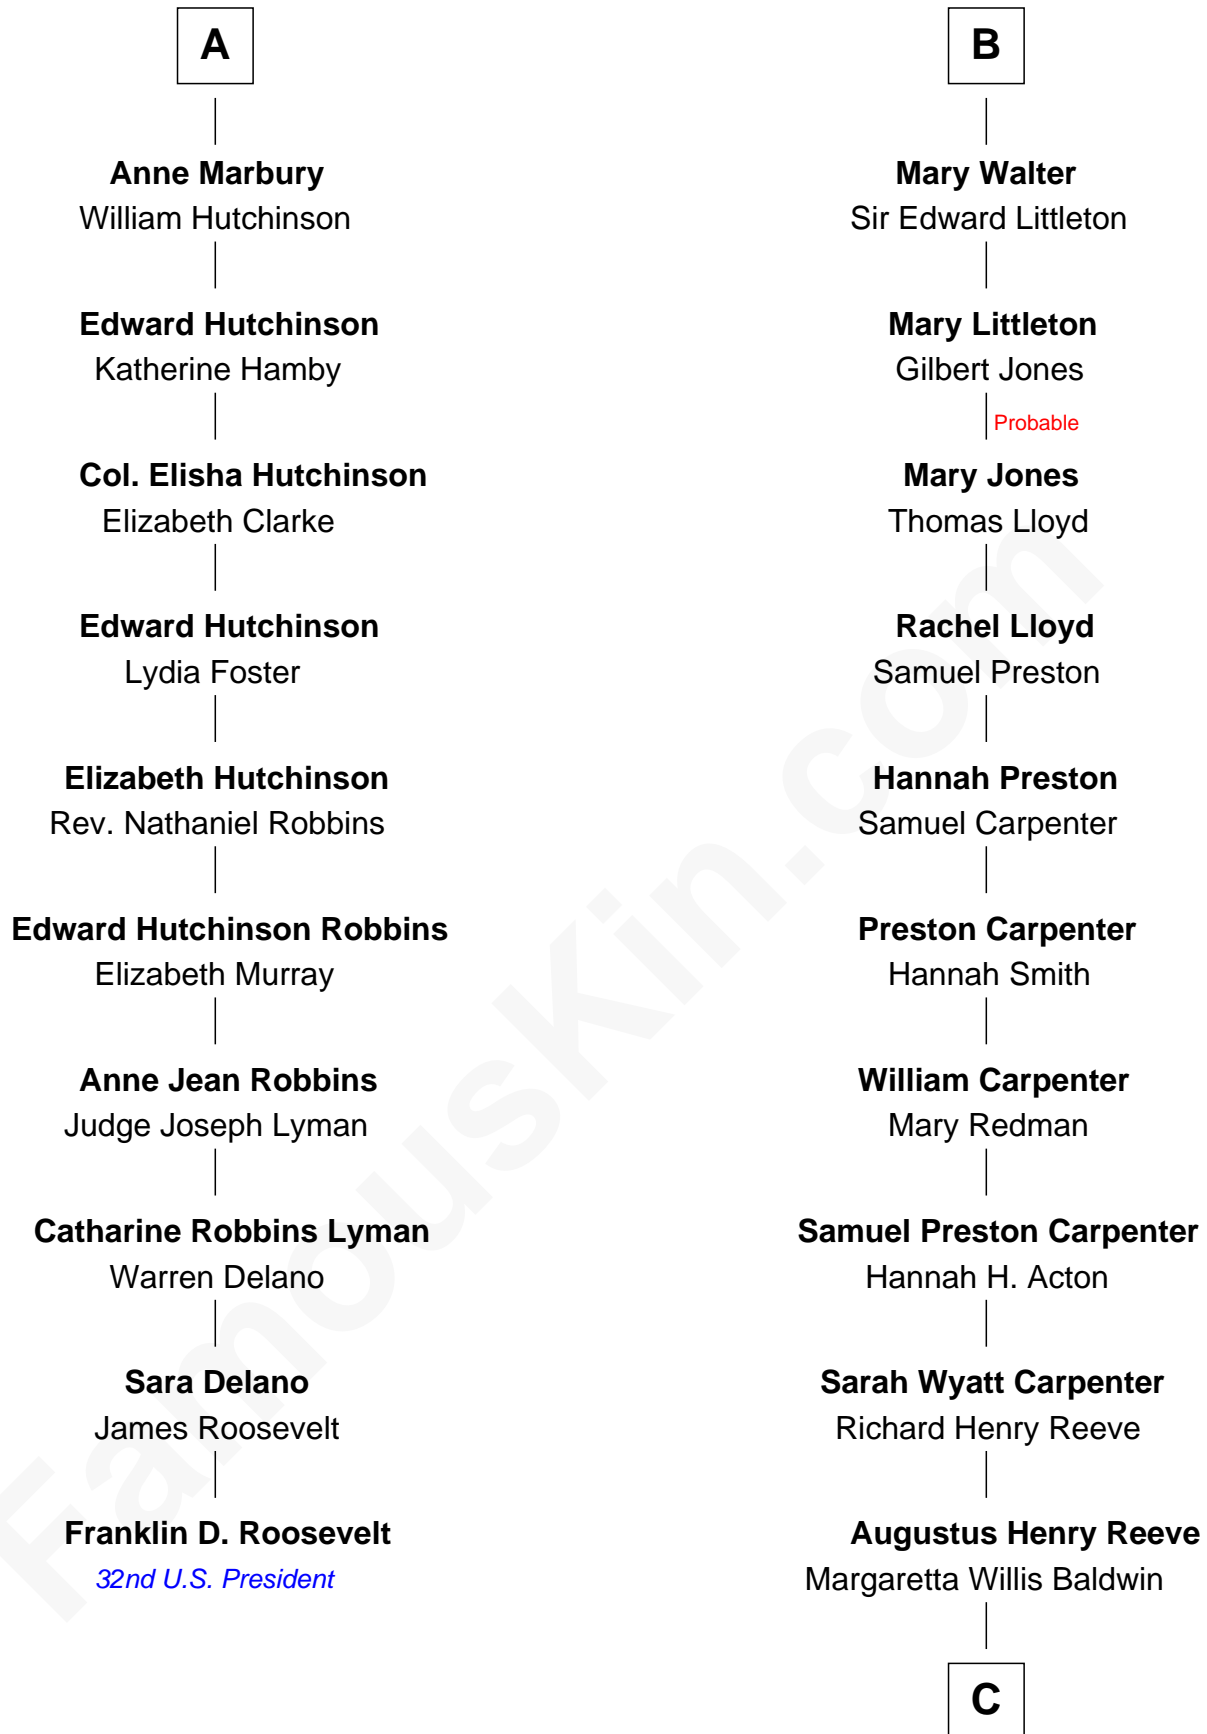 A
Anne Marbury
William Hutchinson
Edward Hutchinson
Katherine Hamby
Col. Elisha Hutchinson
Elizabeth Clarke
Edward Hutchinson
Lydia Foster
Elizabeth Hutchinson
Rev. Nathaniel Robbins
Edward Hutchinson Robbins
Elizabeth Murray
Anne Jean Robbins
Judge Joseph Lyman
Catharine Robbins Lyman
Warren Delano
Sara Delano
James Roosevelt
Franklin D. Roosevelt
32nd U.S. President
B
Mary Walter
Sir Edward Littleton
Mary Littleton
Gilbert Jones
Probable
Mary Jones
Thomas Lloyd
Rachel Lloyd
Samuel Preston
Hannah Preston
Samuel Carpenter
Preston Carpenter
Hannah Smith
William Carpenter
Mary Redman
Samuel Preston Carpenter
Hannah H. Acton
Sarah Wyatt Carpenter
Richard Henry Reeve
Augustus Henry Reeve
Margaretta Willis Baldwin
C
FamousKin.com